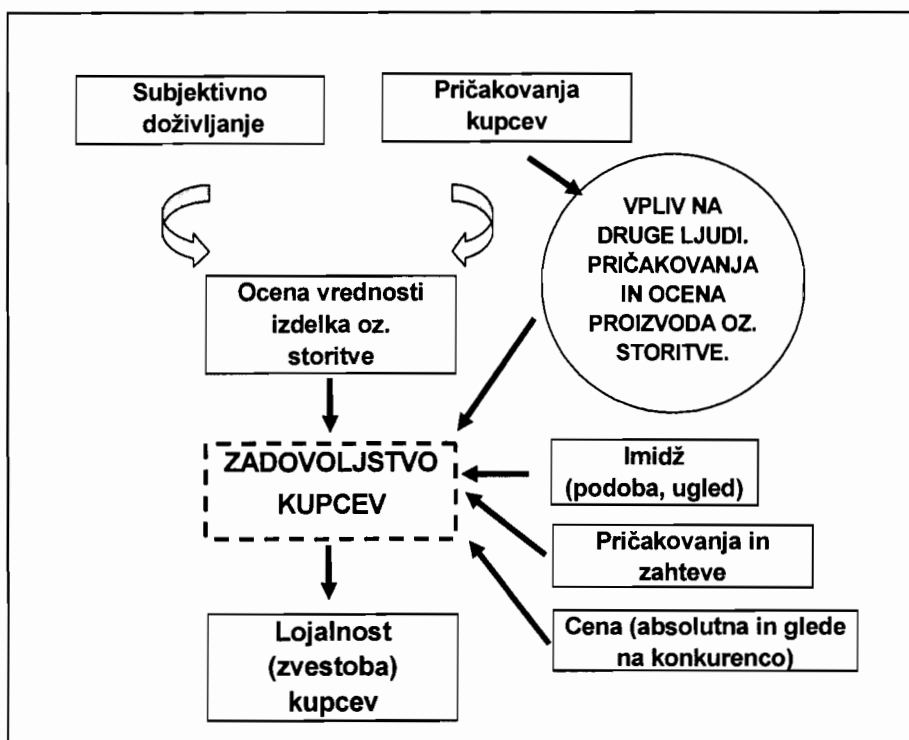 Subjektivno
doživljanje
Pričakovanja
kupcev
VPLIV NA
DRUGE LJUDI.
PRIČAKOVANJA
IN OCENA
PROIZVODA OZ.
STORITVE.
Ocena vrednosti
izdelka oz.
storitve
ZADOVOLJSTVO
KUPCEV
Imidž
(podoba, ugled)
Pričakovanja in
zahteve
Cena (absolutna in glede
na konkurenco)
Lojalnost
(zvestoba)
kupcev